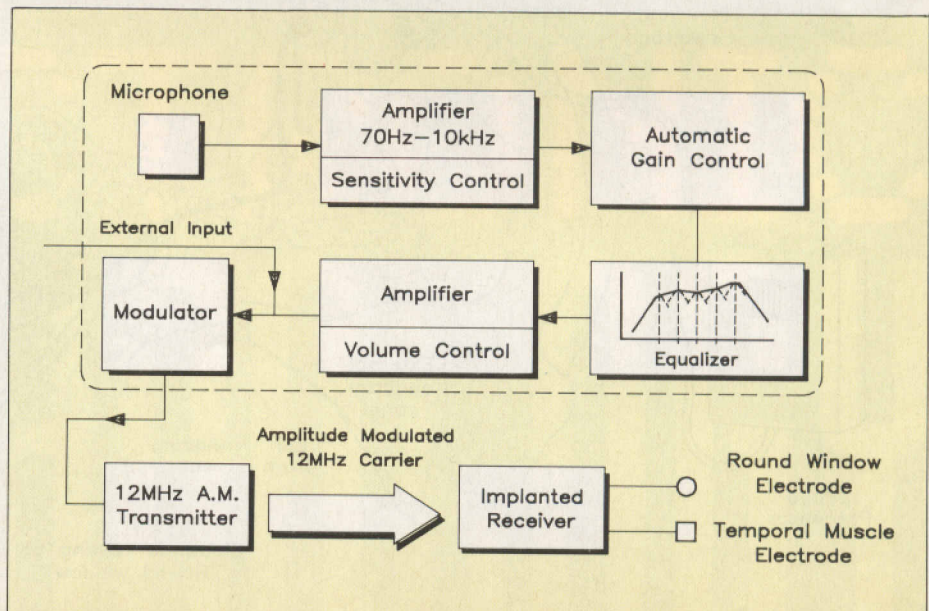 Microphone
Amplifier
70Hz–10kHz
Sensitivity Control
Automatic
Gain Control
External Input
Modulator
Amplifier
Volume Control
Equalizer
12MHz A.M.
Transmitter
Amplitude Modulated
12MHz Carrier
Implanted
Receiver
Round Window
Electrode
Temporal Muscle
Electrode